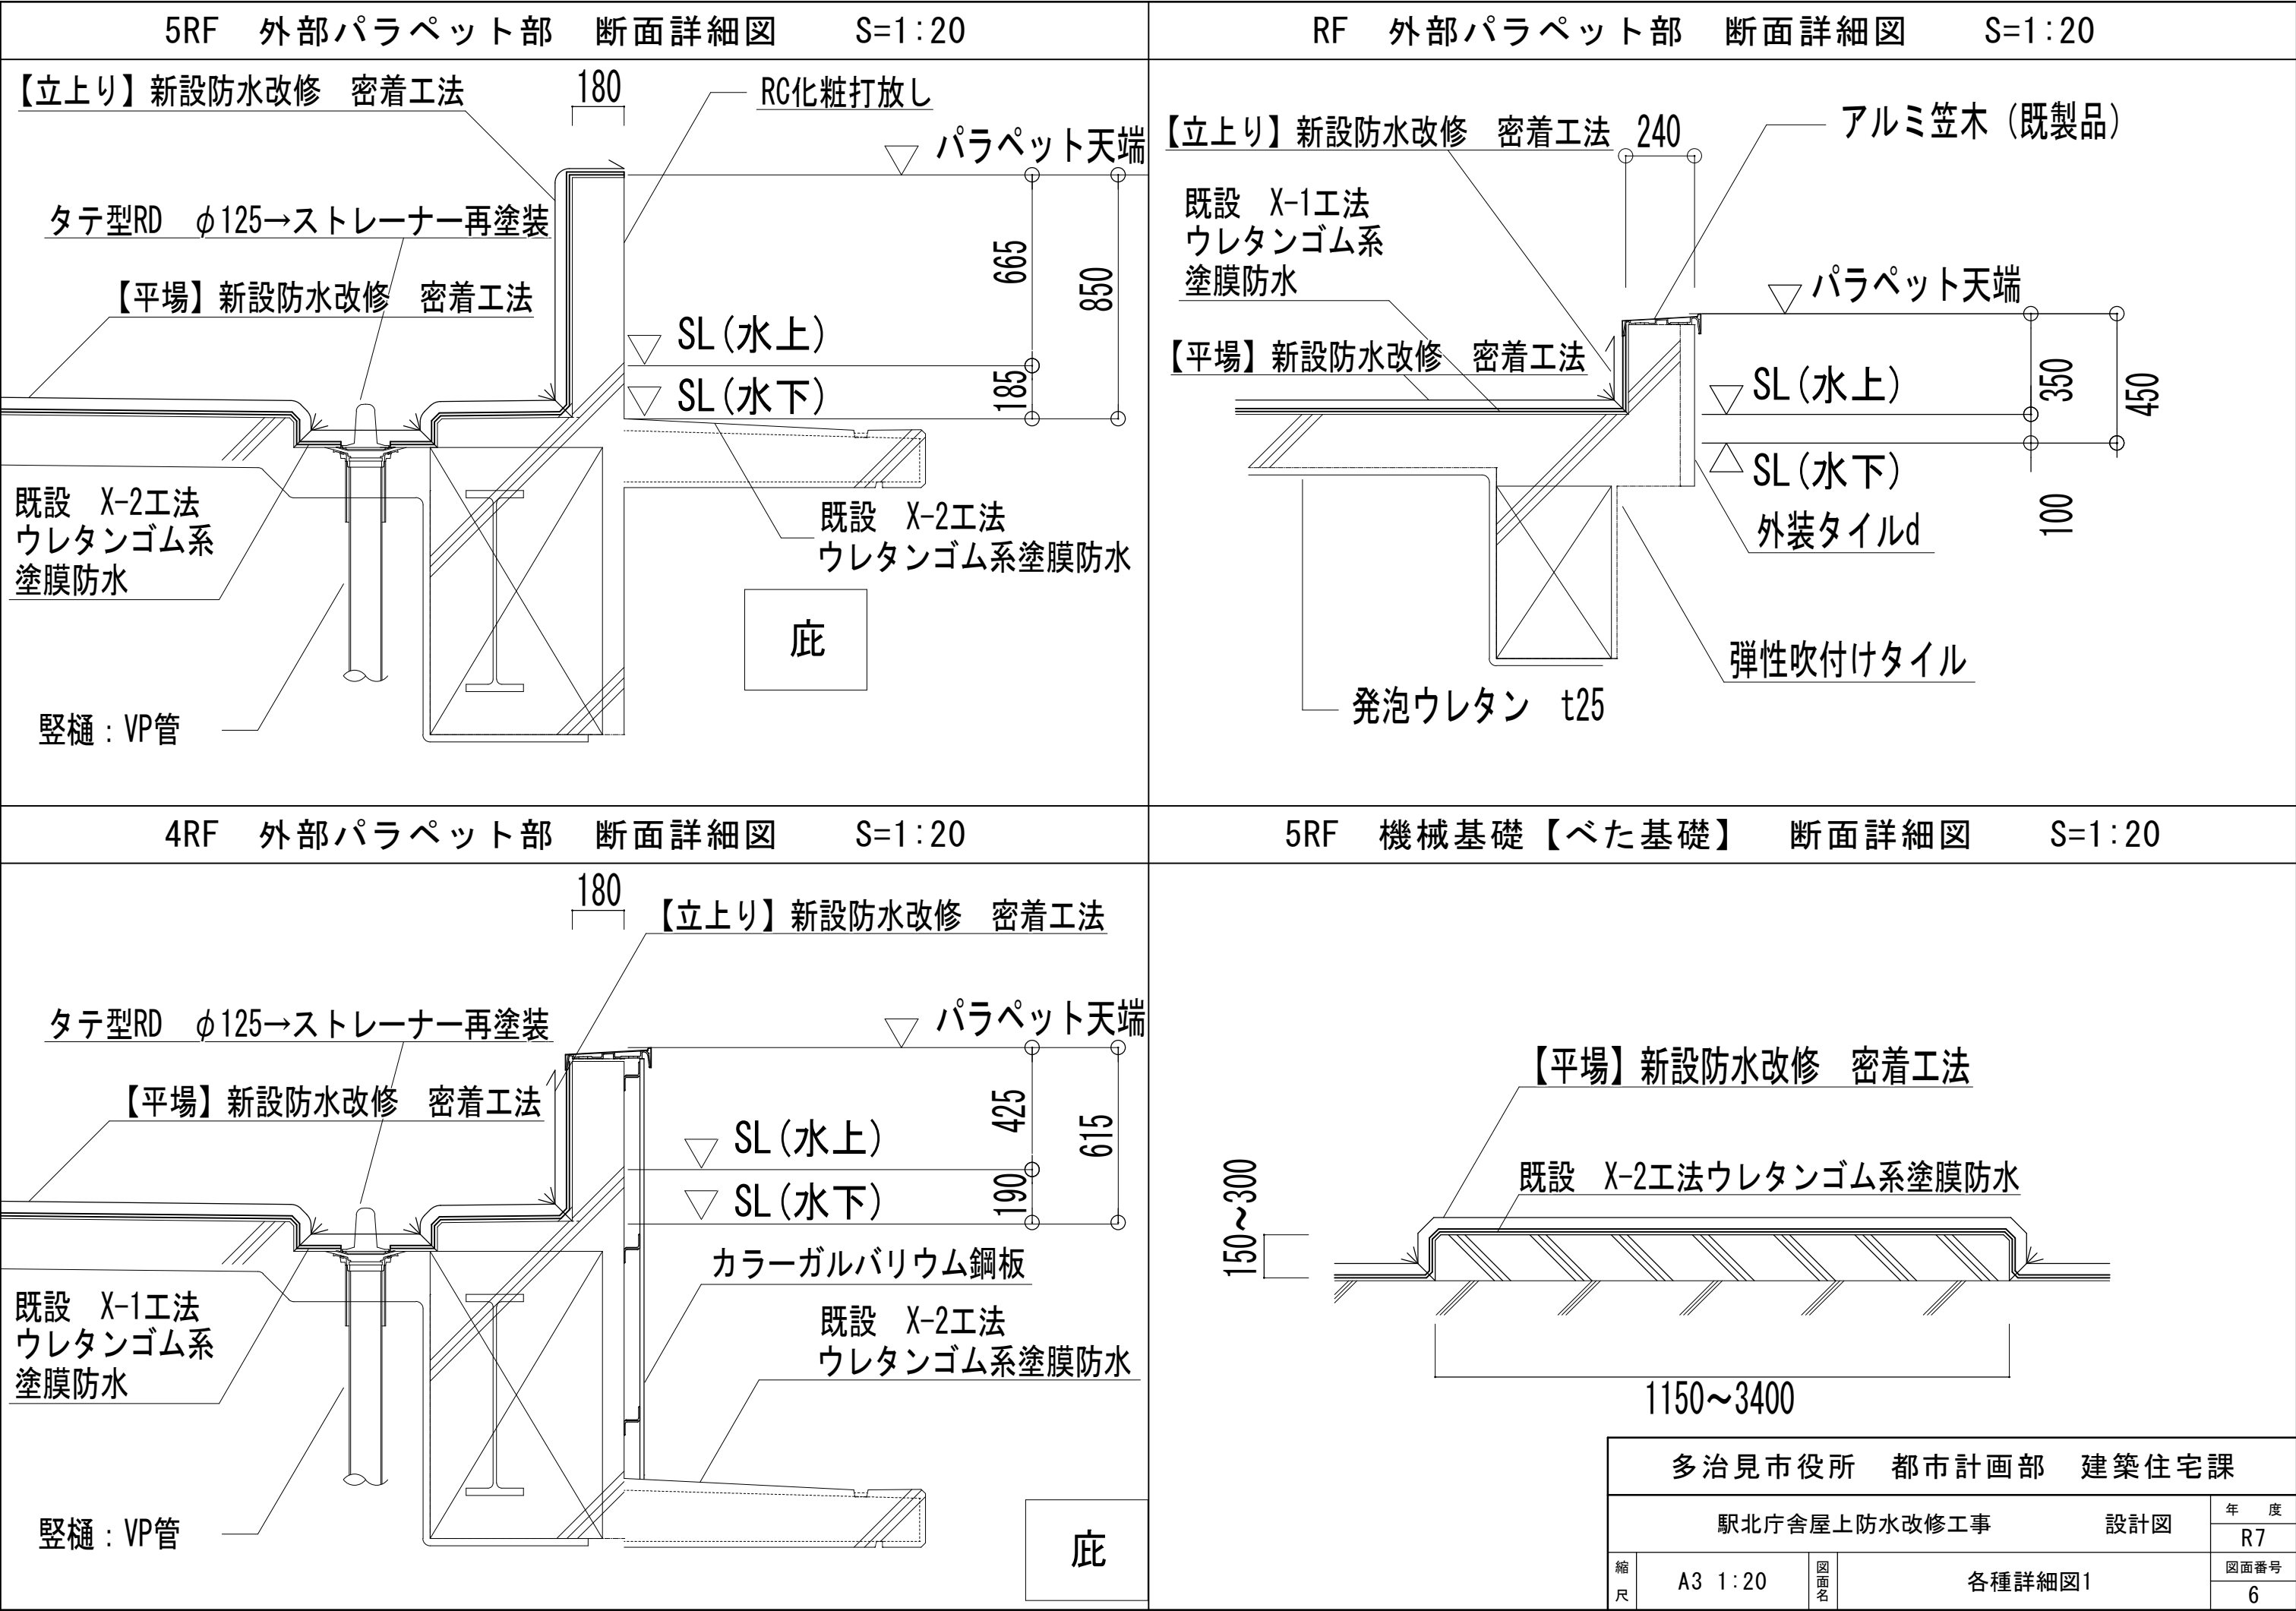 5RF　外部パラペット部　断面詳細図　　S=1:20
【立上り】新設防水改修　密着工法
180
RC化粧打放し
パラペット天端
タテ型RD　φ125→ストレーナー再塗装
【平場】新設防水改修　密着工法
665
850
SL(水上)
185
SL(水下)
既設　X-2工法
ウレタンゴム系
塗膜防水
既設　X-2工法
ウレタンゴム系塗膜防水
庇
竪樋：VP管
RF　外部パラペット部　断面詳細図　　S=1:20
【立上り】新設防水改修　密着工法
240
アルミ笠木（既製品）
既設　X-1工法
ウレタンゴム系
塗膜防水
パラペット天端
【平場】新設防水改修　密着工法
SL(水上)
350
450
SL(水下)
100
外装タイルd
弾性吹付けタイル
発泡ウレタン　t25
4RF　外部パラペット部　断面詳細図　　S=1:20
180
【立上り】新設防水改修　密着工法
タテ型RD　φ125→ストレーナー再塗装
パラペット天端
【平場】新設防水改修　密着工法
425
615
SL(水上)
190
SL(水下)
カラーガルバリウム鋼板
既設　X-1工法
ウレタンゴム系
塗膜防水
既設　X-2工法
ウレタンゴム系塗膜防水
竪樋：VP管
庇
5RF　機械基礎【べた基礎】　断面詳細図　　S=1:20
【平場】新設防水改修　密着工法
既設　X-2工法ウレタンゴム系塗膜防水
150～300
1150～3400
多治見市役所　都市計画部　建築住宅課
駅北庁舎屋上防水改修工事　　設計図
年　度
R7
縮尺
A3 1:20
図面名
各種詳細図1
図面番号
6